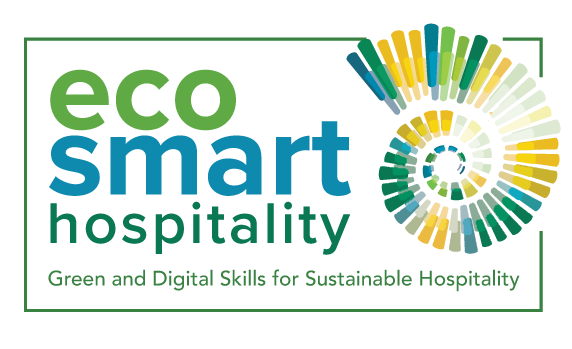 eco
smart
hospitality
Green and Digital Skills for Sustainable Hospitality